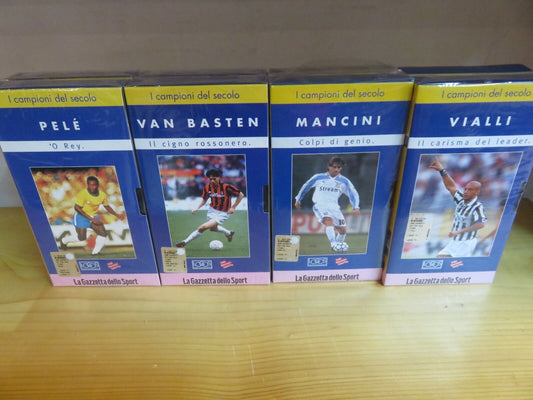 I campioni del secolo
PELÉ
'O Rey.
La Gazzetta dello Sport
I campioni del secolo
VAN BASTEN
Il cigno rossonero.
La Gazzetta dello Sport
I campioni del secolo
MANCINI
Colpi di genio.
Stream
La Gazzetta dello Sport
I campioni del secolo
VIALLI
Il carisma del leader.
La Gazzetta dello Sport